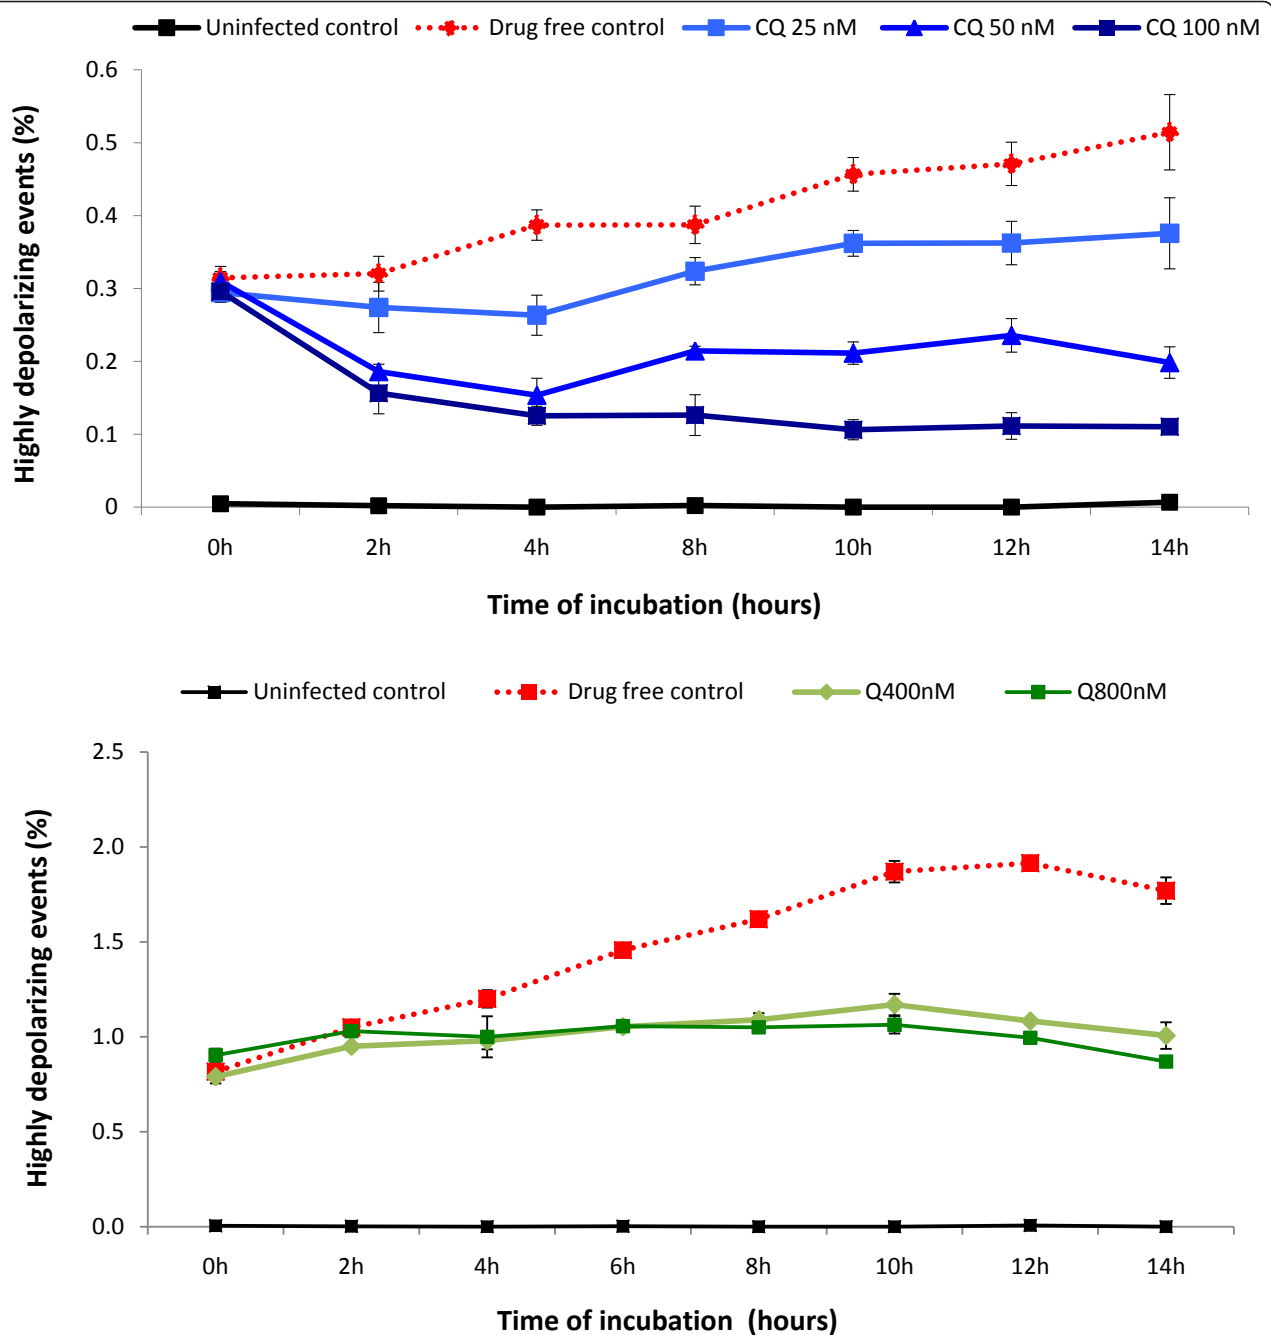 Uninfected control Drug free control CQ 25 nM CQ 50 nM CQ 100 nM
Highly depolarizing events (%)
0.6
0.5
0.4
0.3
0.2
0.1
0
0h 2h 4h 8h 10h 12h 14h
Time of incubation (hours)
Uninfected control Drug free control Q400nM Q800nM
Highly depolarizing events (%)
2.5
2.0
1.5
1.0
0.5
0.0
0h 2h 4h 6h 8h 10h 12h 14h
Time of incubation (hours)